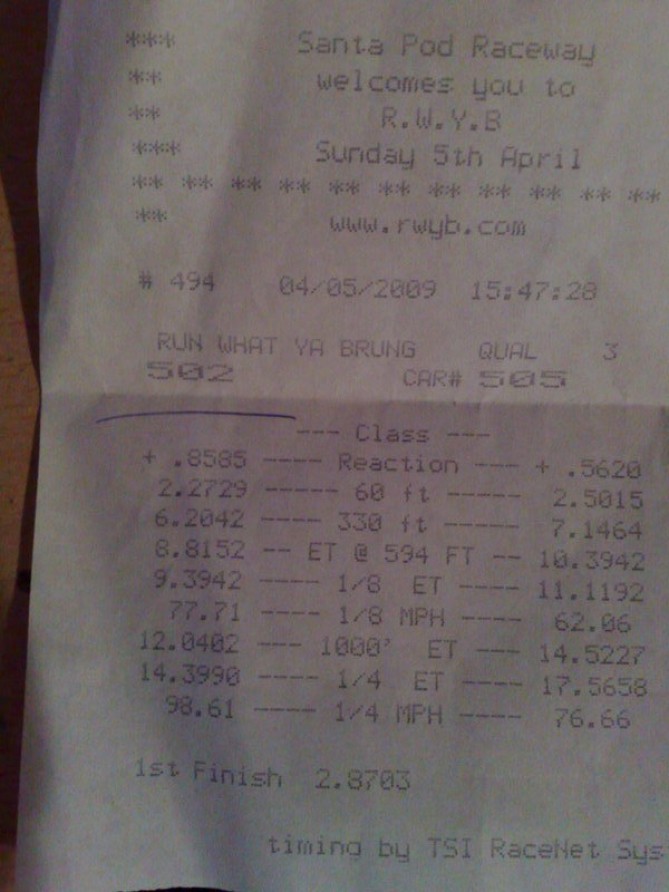 *** Santa Pod Raceway
** welcomes you to
** R.W.Y.B
*** Sunday 5th April
** ** ** ** ** ** ** ** ** ** **
** www.rwyb.com
# 494 04/05/2009 15:47:28
RUN WHAT YA BRUNG QUAL 3
502 CAR# 505
--- Class ---
+ .8585 ---- Reaction --- + .5620
2.2729 ----- 60 ft ----- 2.5015
6.2042 ---- 330 ft ----- 7.1464
8.8152 -- ET @ 594 FT -- 10.3942
9.3942 ---- 1/8 ET ---- 11.1192
77.71 ---- 1/8 MPH ---- 62.06
12.0402 --- 1000' ET --- 14.5227
14.3990 ---- 1/4 ET ---- 17.5658
98.61 ---- 1/4 MPH ---- 76.66
1st Finish 2.8703
timing by TSI RaceNet Sys